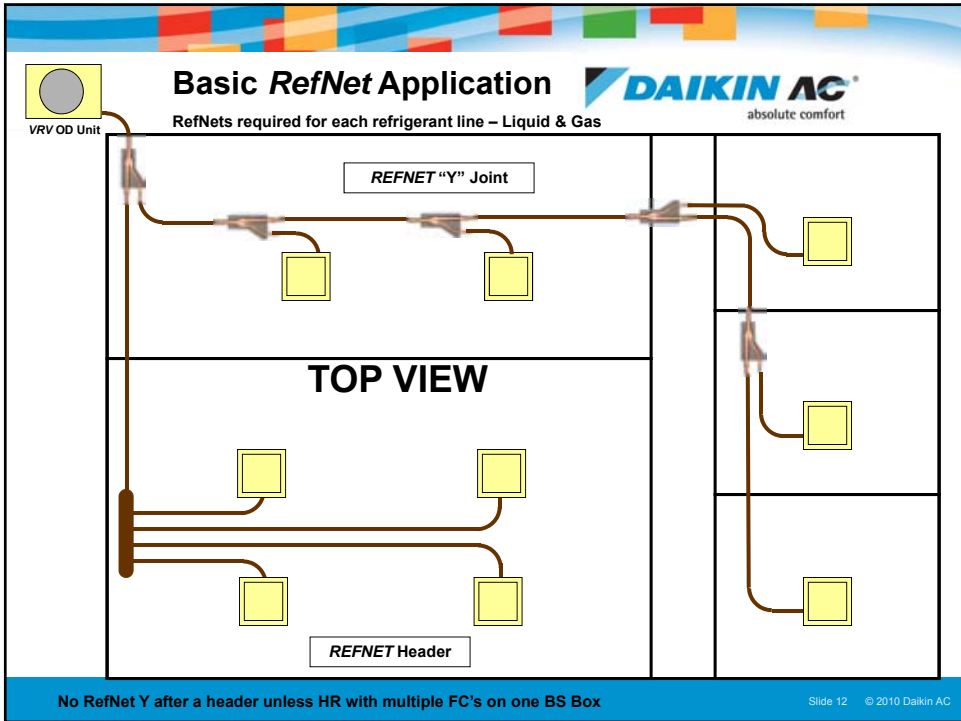 Basic RefNet Application
DAIKIN AC®
absolute comfort
RefNets required for each refrigerant line – Liquid & Gas
VRV OD Unit
REFNET “Y” Joint
TOP VIEW
REFNET Header
No RefNet Y after a header unless HR with multiple FC’s on one BS Box
Slide 12 © 2010 Daikin AC